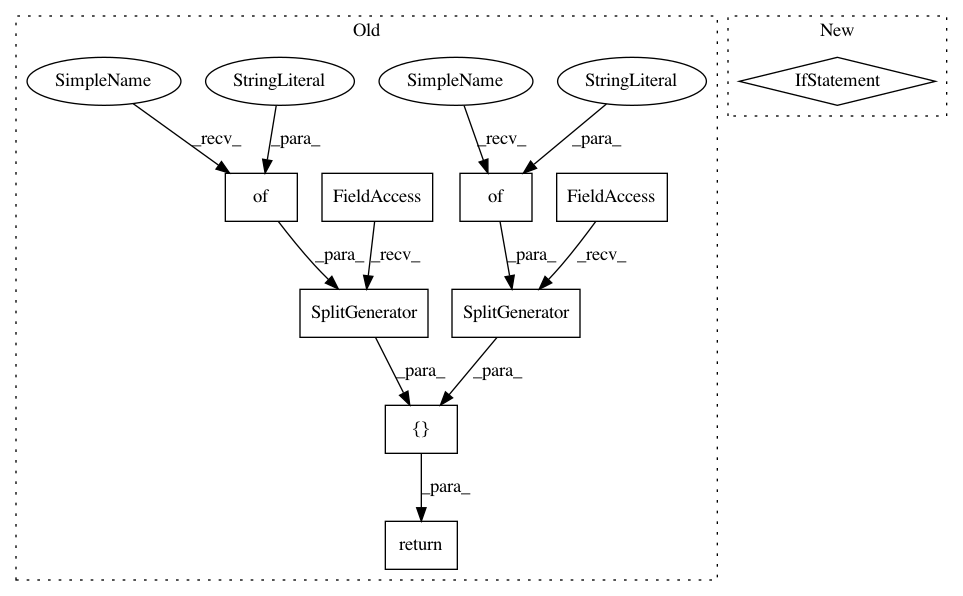 Old
New
SimpleName
StringLiteral
SimpleName
StringLiteral
IfStatement
_recv_
_para_
_recv_
_para_
of
FieldAccess
of
FieldAccess
_para_
_recv_
_para_
_recv_
SplitGenerator
SplitGenerator
_para_
_para_
{}
_para_
return